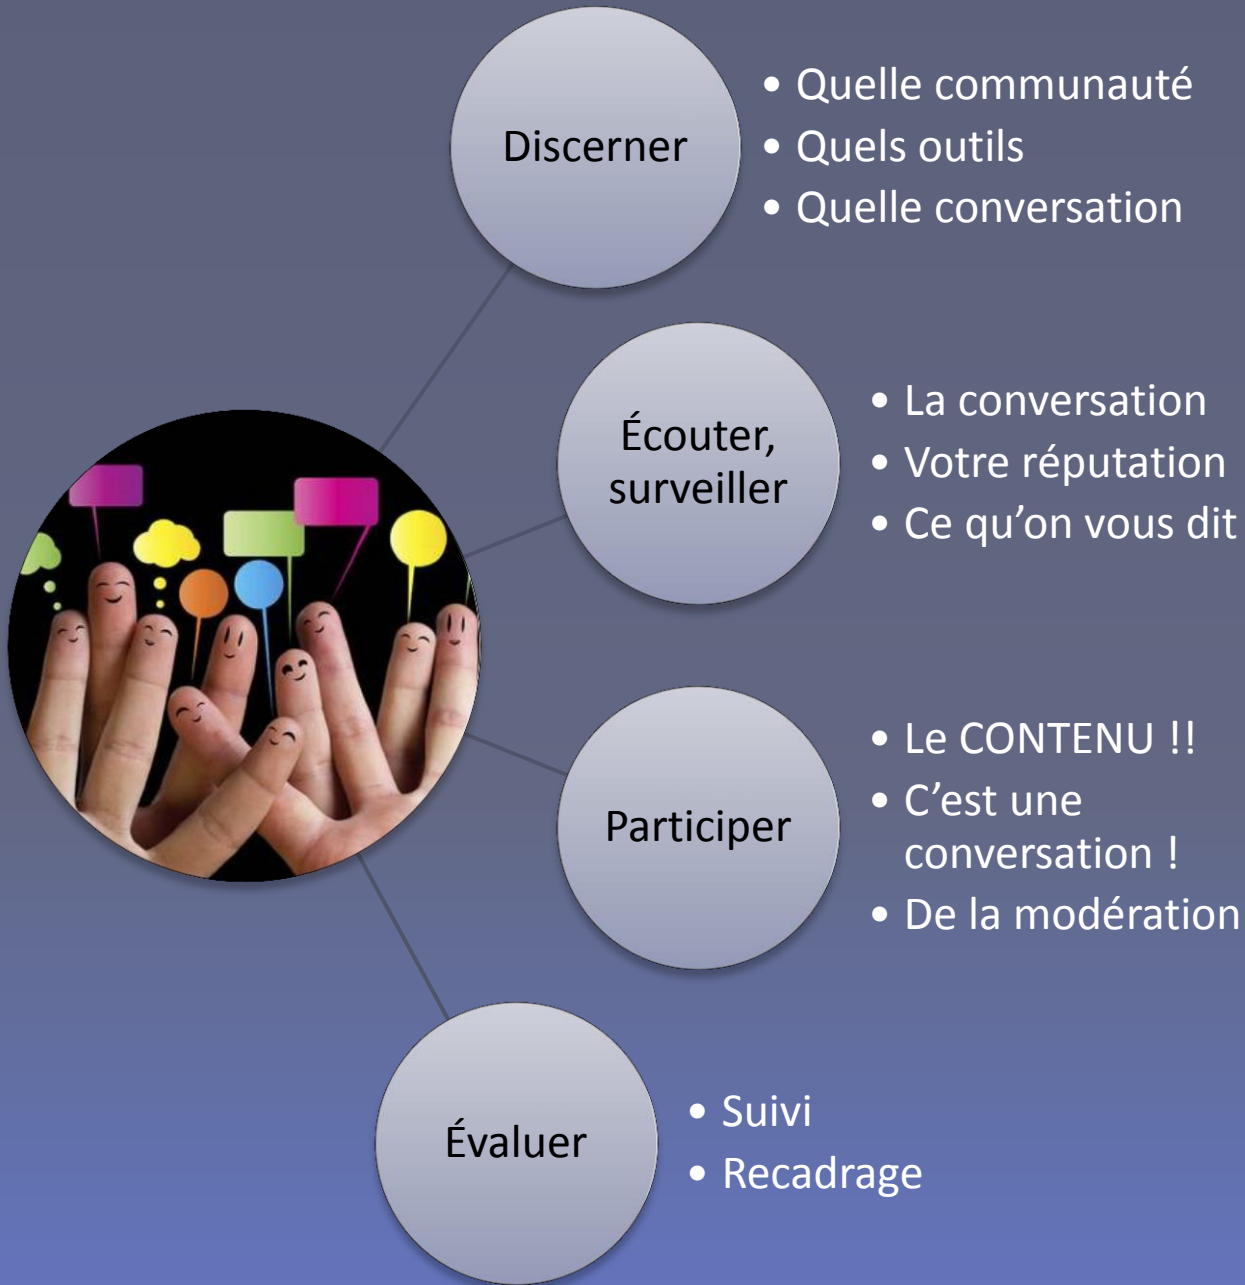 Discerner
• Quelle communauté
• Quels outils
• Quelle conversation
Écouter,
surveiller
• La conversation
• Votre réputation
• Ce qu’on vous dit
Participer
• Le CONTENU !!
• C’est une
conversation !
• De la modération
Évaluer
• Suivi
• Recadrage